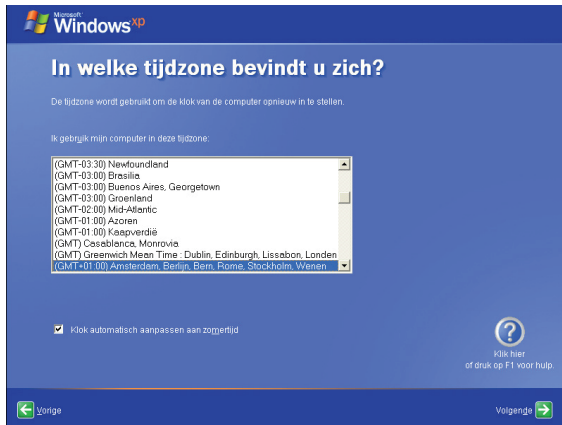 Microsoft
Windows xp
In welke tijdzone bevindt u zich?
De tijdzone wordt gebruikt om de klok van de computer opnieuw in te stellen.
Ik gebruik mijn computer in deze tijdzone:
(GMT-03:30) Newfoundland
(GMT-03:00) Brasilia
(GMT-03:00) Buenos Aires, Georgetown
(GMT-03:00) Groenland
(GMT-02:00) Mid-Atlantic
(GMT-01:00) Azoren
(GMT-01:00) Kaapverdië
(GMT) Casablanca, Monrovia
(GMT) Greenwich Mean Time : Dublin, Edinburgh, Lissabon, Londen
(GMT+01:00) Amsterdam, Berlijn, Bern, Rome, Stockholm, Wenen
Klok automatisch aanpassen aan zomertijd
Klik hier
of druk op F1 voor hulp.
Vorige
Volgende